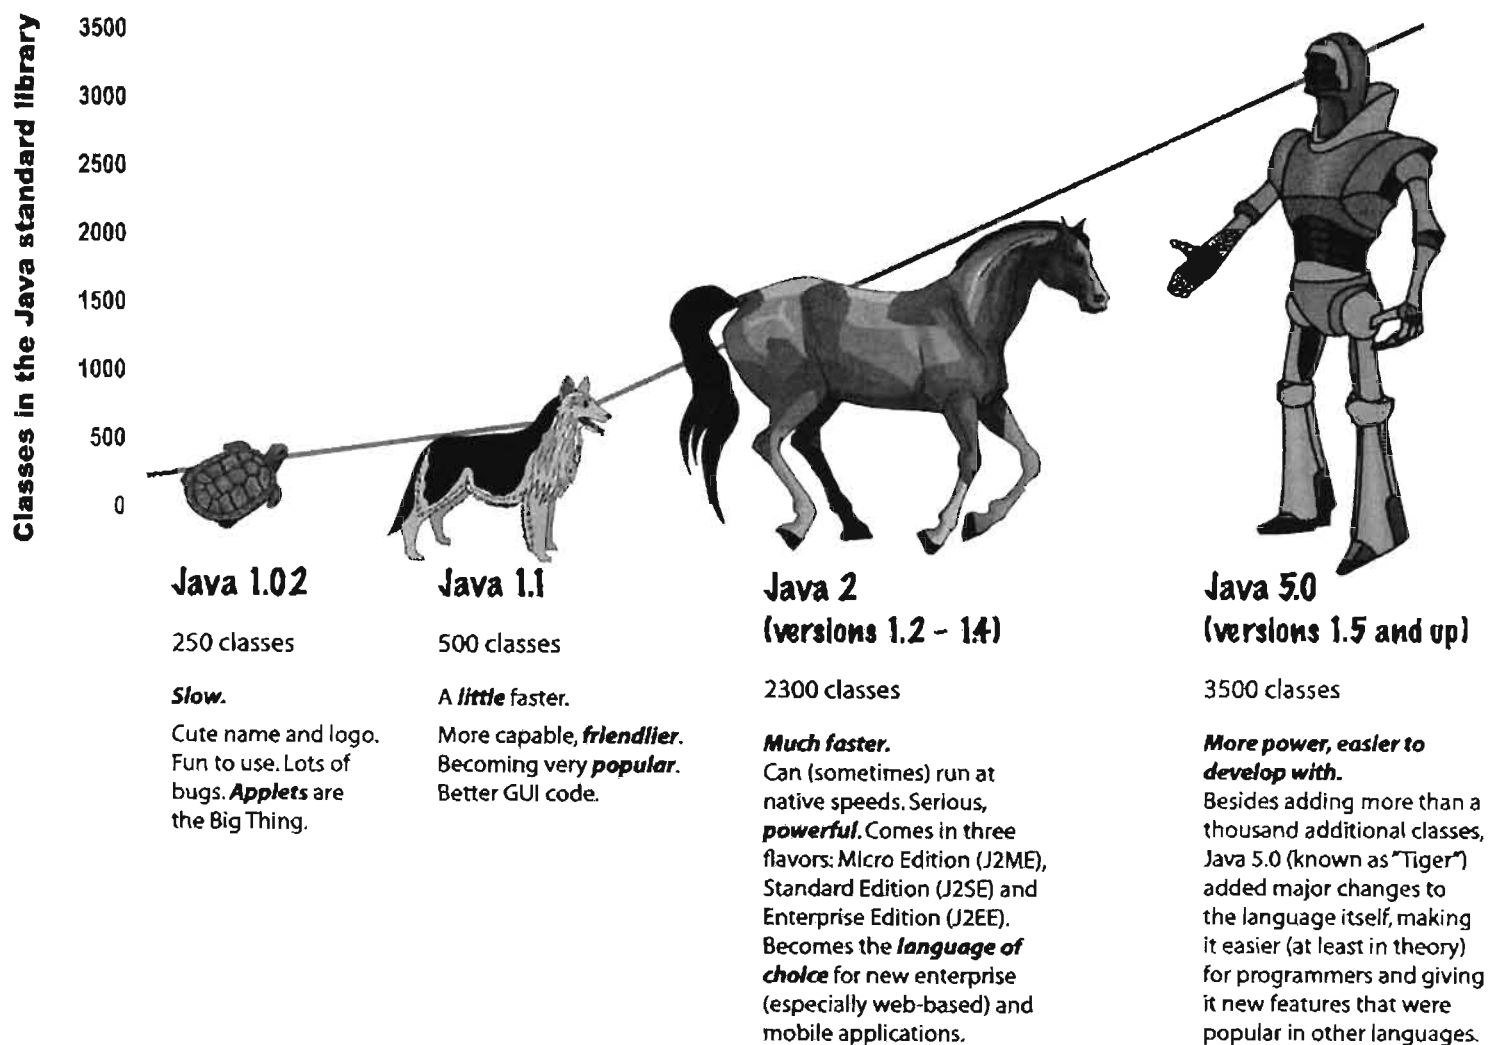 Classes in the Java standard library
3500
3000
2500
2000
1500
1000
500
0
Java 1.02
250 classes
Slow.
Cute name and logo.
Fun to use. Lots of
bugs. Applets are
the Big Thing.
Java 1.1
500 classes
A little faster.
More capable, friendlier.
Becoming very popular.
Better GUI code.
Java 2
(versions 1.2 - 1.4)
2300 classes
Much faster.
Can (sometimes) run at
native speeds. Serious,
powerful. Comes in three
flavors: Micro Edition (J2ME),
Standard Edition (J2SE) and
Enterprise Edition (J2EE).
Becomes the language of
choice for new enterprise
(especially web-based) and
mobile applications.
Java 5.0
(versions 1.5 and up)
3500 classes
More power, easier to
develop with.
Besides adding more than a
thousand additional classes,
Java 5.0 (known as "Tiger")
added major changes to
the language itself, making
it easier (at least in theory)
for programmers and giving
it new features that were
popular in other languages.